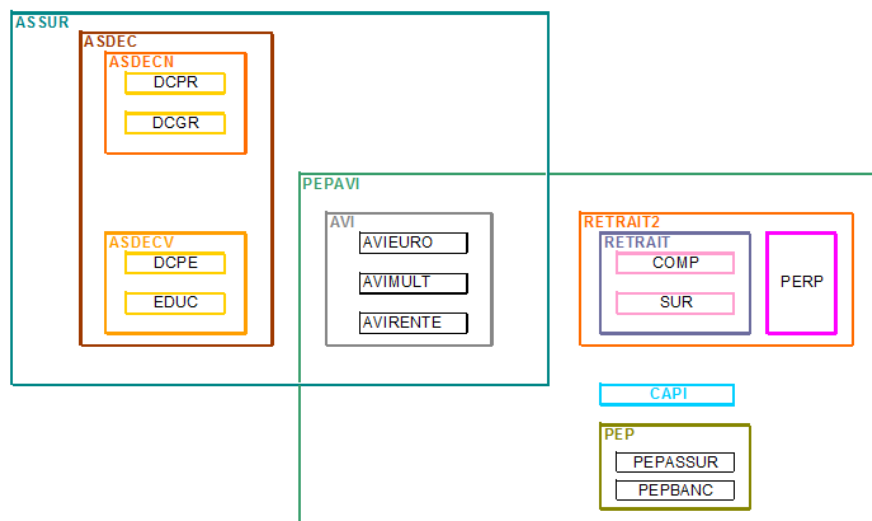 ASSUR
ASDEC
ASDECN
DCPR
DCGR
ASDECV
DCPE
EDUC
PEPAVI
AVI
AVIEURO
AVIMULT
AVIRENTE
RETRAIT2
RETRAIT
COMP
SUR
PERP
CAPI
PEP
PEPASSUR
PEPBANC